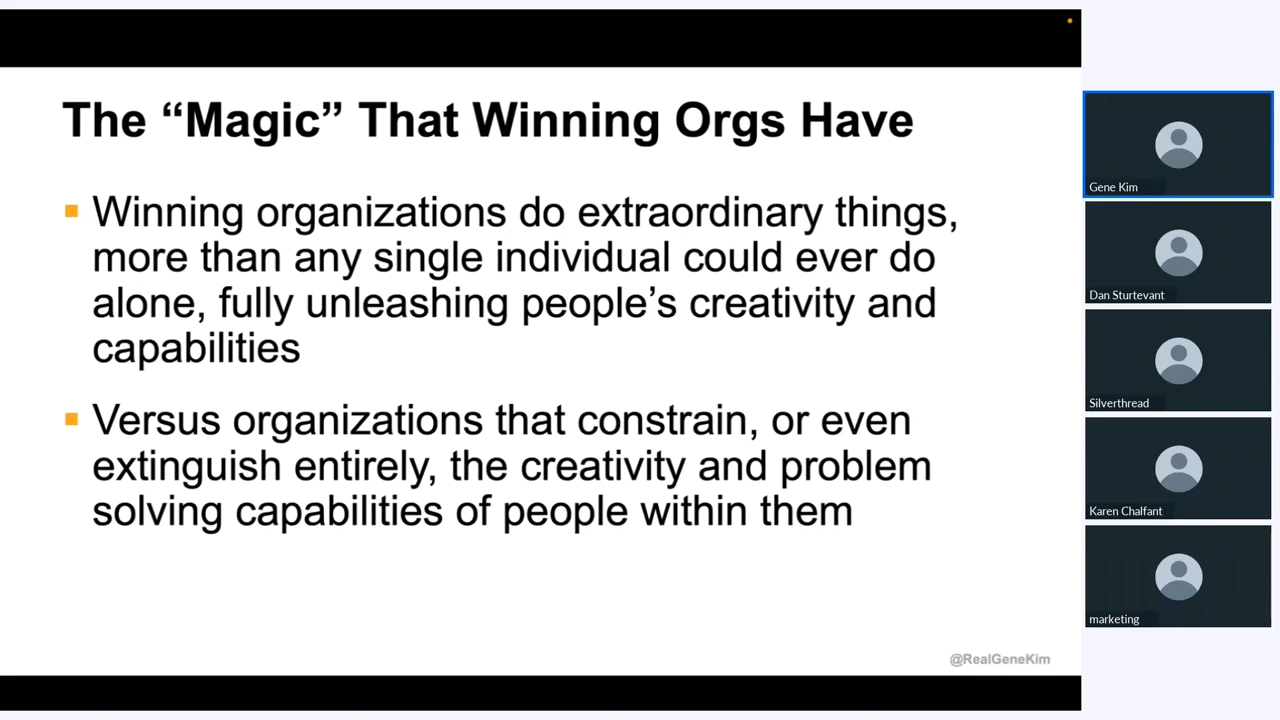 The “Magic” That Winning Orgs Have
Winning organizations do extraordinary things,
more than any single individual could ever do
alone, fully unleashing people’s creativity and
capabilities
Versus organizations that constrain, or even
extinguish entirely, the creativity and problem
solving capabilities of people within them
@RealGeneKim
Gene Kim
Dan Sturtevant
Silverthread
Karen Chalfant
marketing